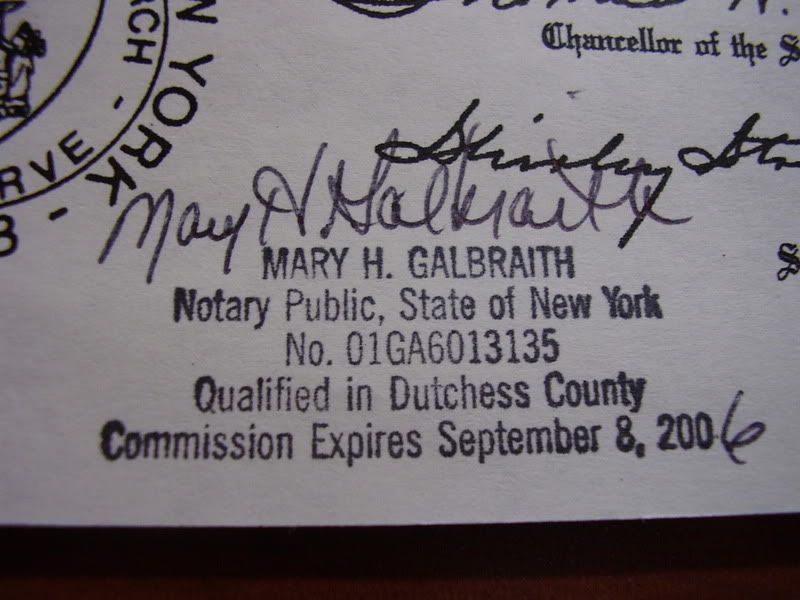 Chancellor of the S
Mary H. Galbraith
MARY H. GALBRAITH
Notary Public, State of New York
No. 01GA6013135
Qualified in Dutchess County
Commission Expires September 8, 2006
N YORK
RCH
RVE